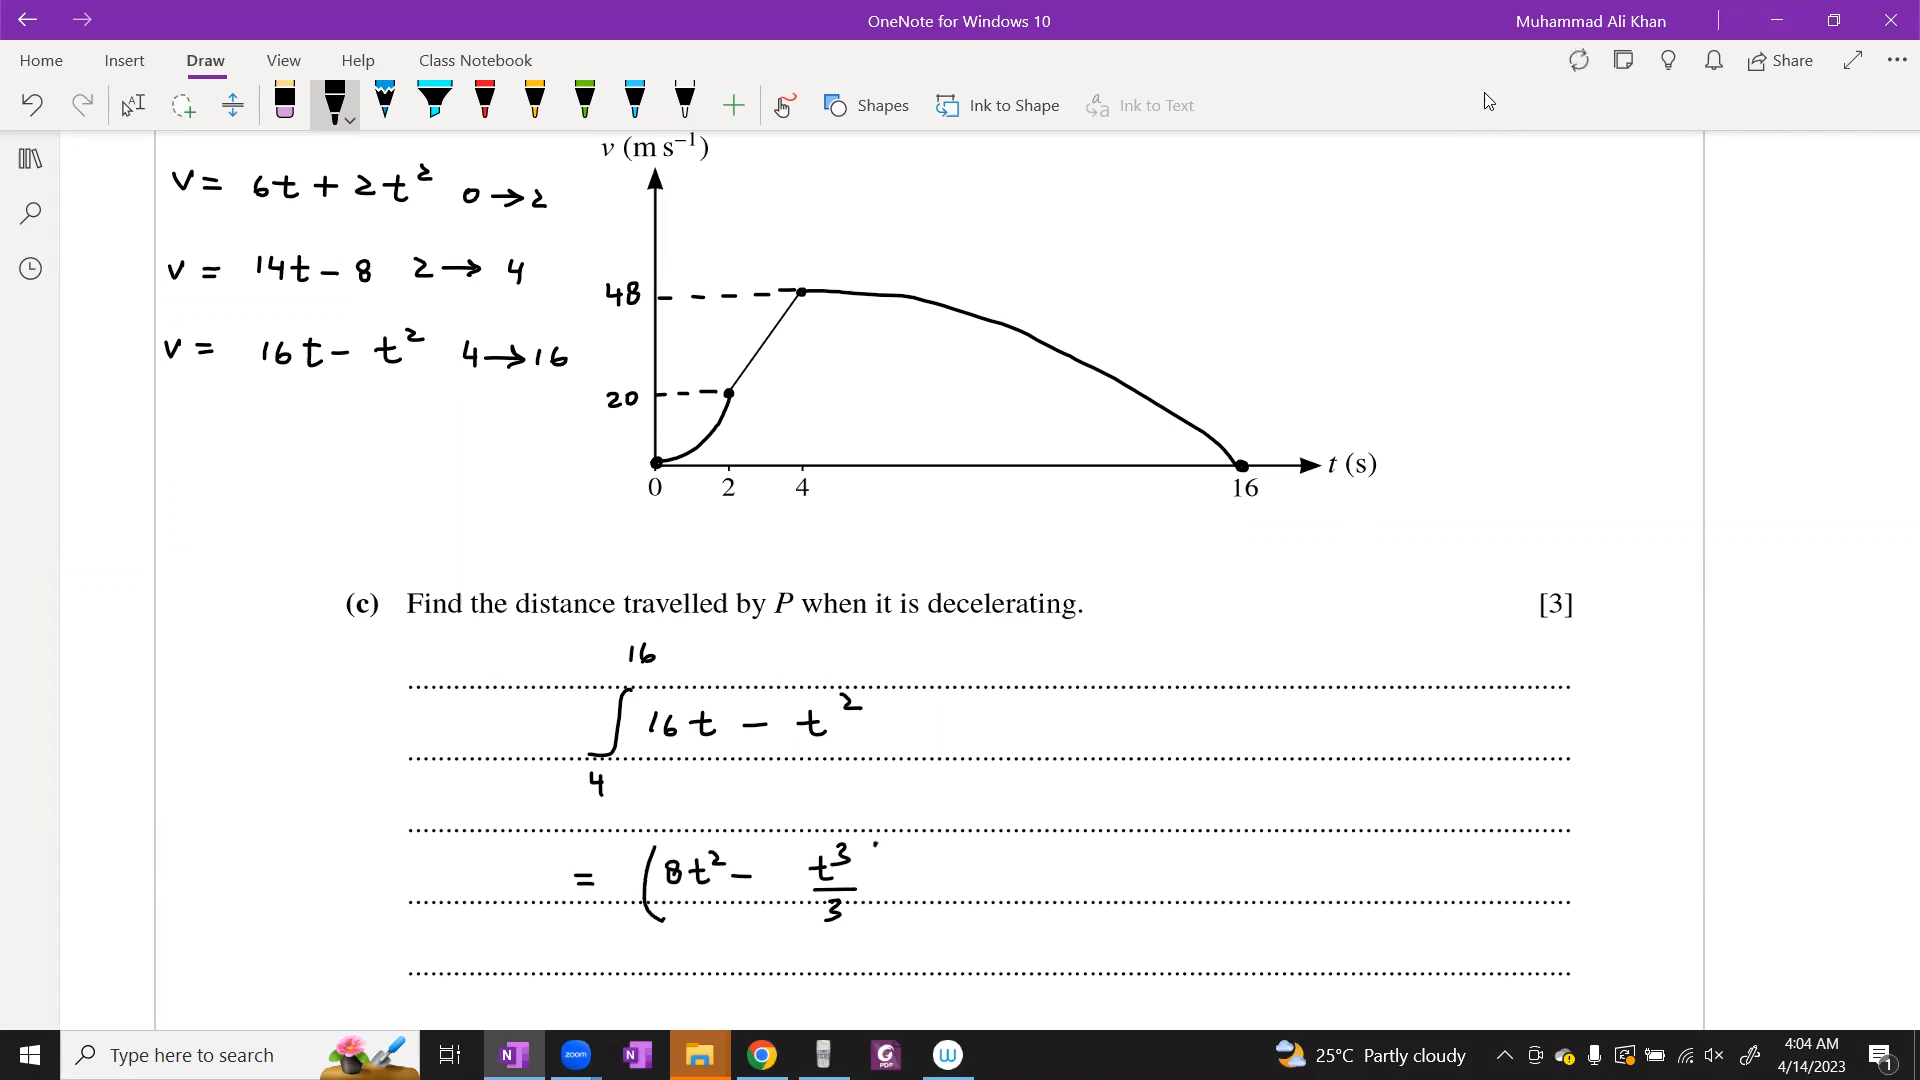 OneNote for Windows 10
Muhammad Ali Khan
Home Insert Draw View Help Class Notebook
Share
Shapes
Ink to Shape
Ink to Text
v (m s⁻¹)
v = 6t + 2t² 0 → 2
v = 14t - 8 2 → 4
v = 16t - t² 4 → 16
48
20
t (s)
0 2 4 16
(c) Find the distance travelled by P when it is decelerating. [3]
16
∫ 16t - t²
4
= (8t² - t³/3
Type here to search
zoom
25°C Partly cloudy
4:04 AM
4/14/2023
1